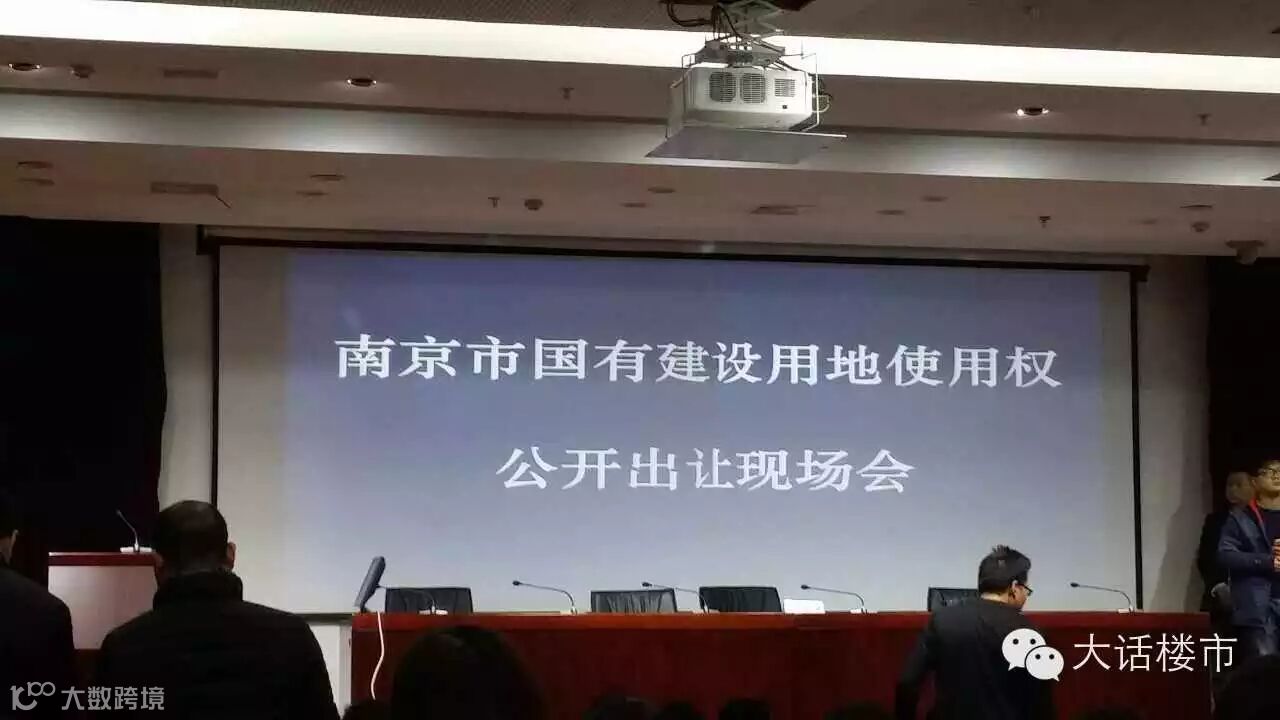 南京市国有建设用地使用权
公开出让现场会
大话楼市
大数跨境